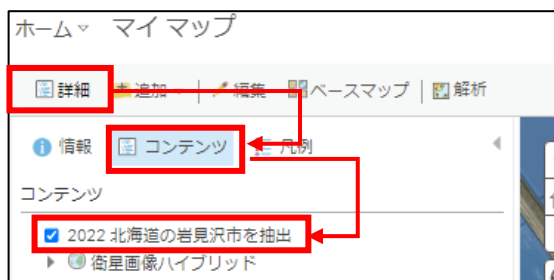 ホーム マイ マップ
詳細 追加 編集 ベースマップ 解析
情報 コンテンツ 凡例
コンテンツ
2022 北海道の岩見沢市を抽出
衛星画像ハイブリッド